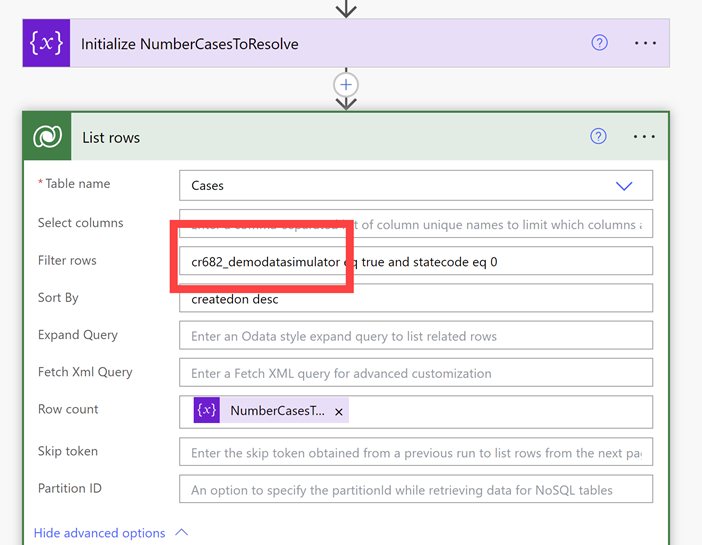 {x} Initialize NumberCasesToResolve
List rows
* Table name Cases
Select columns Enter a comma-separated list of column unique names to limit which columns a
Filter rows cr682_demodatasimulator eq true and statecode eq 0
Sort By createdon desc
Expand Query Enter an Odata style expand query to list related rows
Fetch Xml Query Enter a Fetch XML query for advanced customization
Row count {x} NumberCasesT... ×
Skip token Enter the skip token obtained from a previous run to list rows from the next pa
Partition ID An option to specify the partitionId while retrieving data for NoSQL tables
Hide advanced options